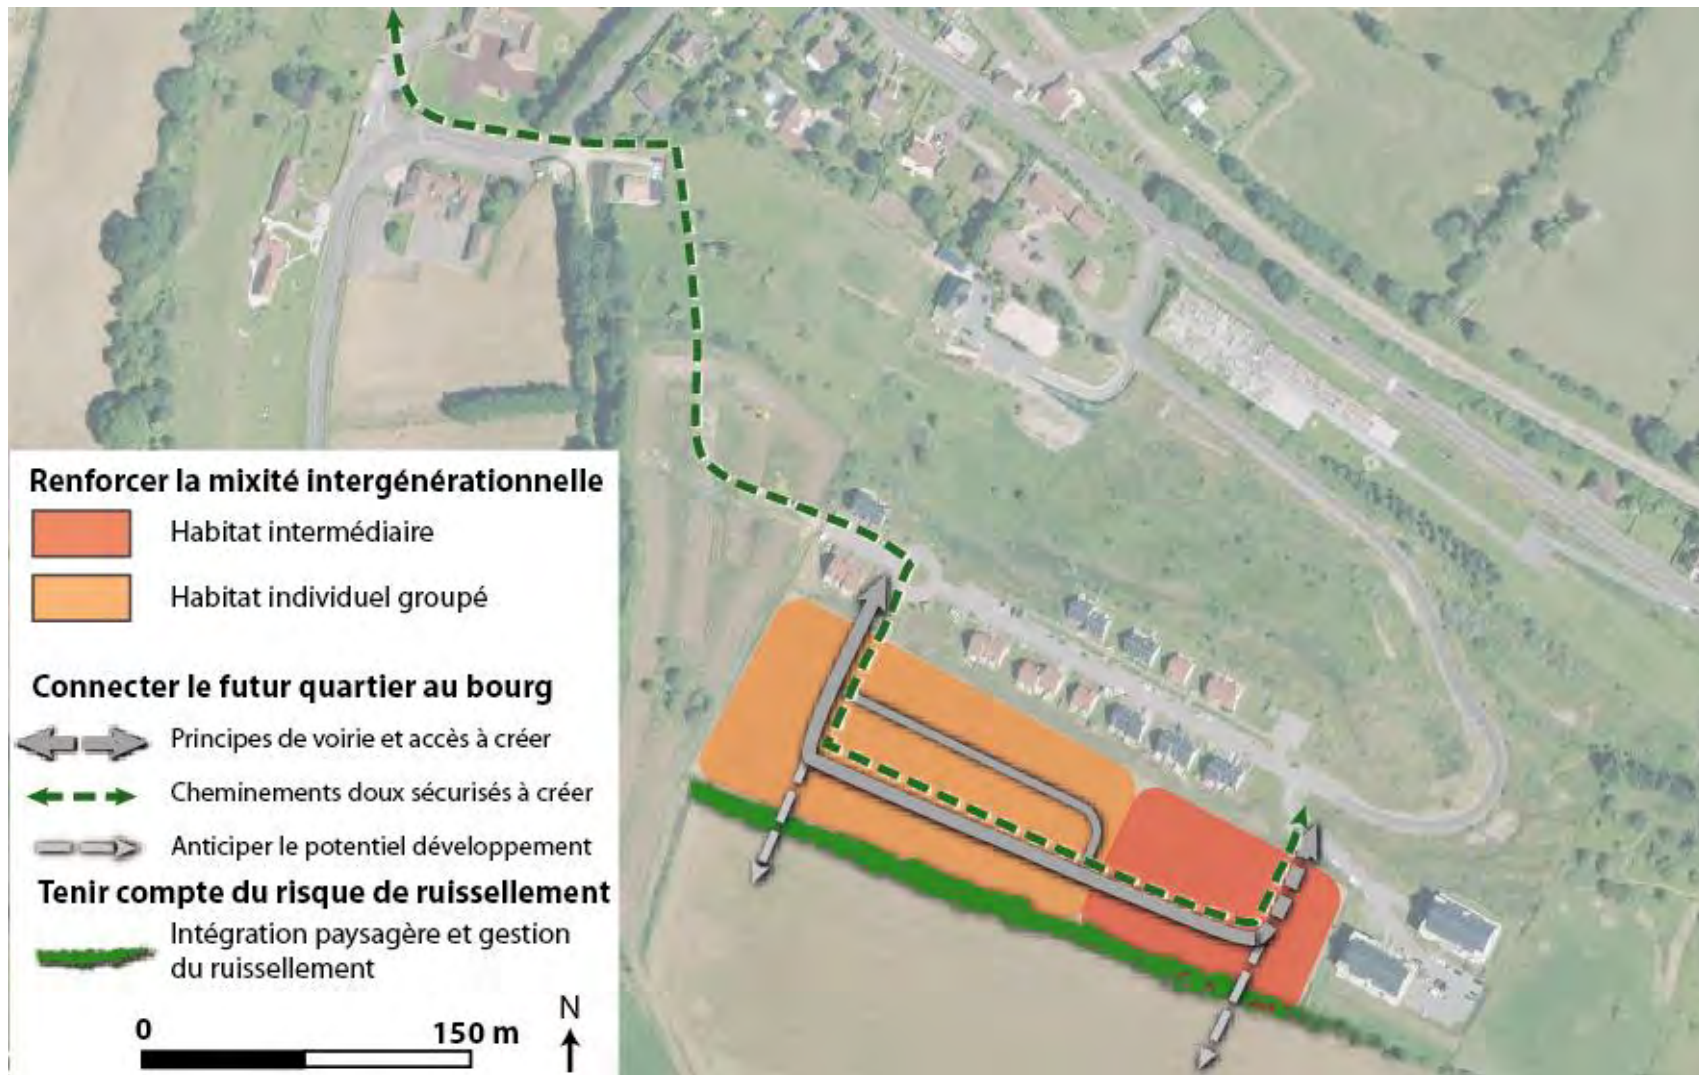 Renforcer la mixité intergénérationnelle
Habitat intermédiaire
Habitat individuel groupé
Connecter le futur quartier au bourg
Principes de voirie et accès à créer
Cheminements doux sécurisés à créer
Anticiper le potentiel développement
Tenir compte du risque de ruissellement
Intégration paysagère et gestion
du ruissellement
0 150 m
N